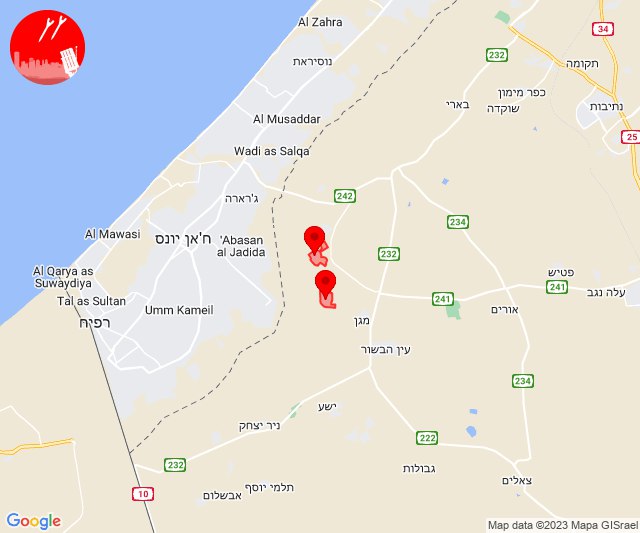 Al Zahra
34
232
נוסיראת
תקומה
כפר מימון
שוקדה
בארי
נתיבות
Al Musaddar
25
Wadi as Salqa
242
ג'רארה
234
Al Mawasi
ח'אן יונס
'Abasan
al Jadida
232
Al Qarya as
Suwaydiya
פטיש
241
עלה נגב
Tal as Sultan
241
אורים
Umm Kameil
רפיח
מגן
עין הבשור
234
ישע
ניר יצחק
222
232
גבולות
צאלים
תלמי יוסף
אבשלום
10
Google
Map data ©2023 Mapa GISrael